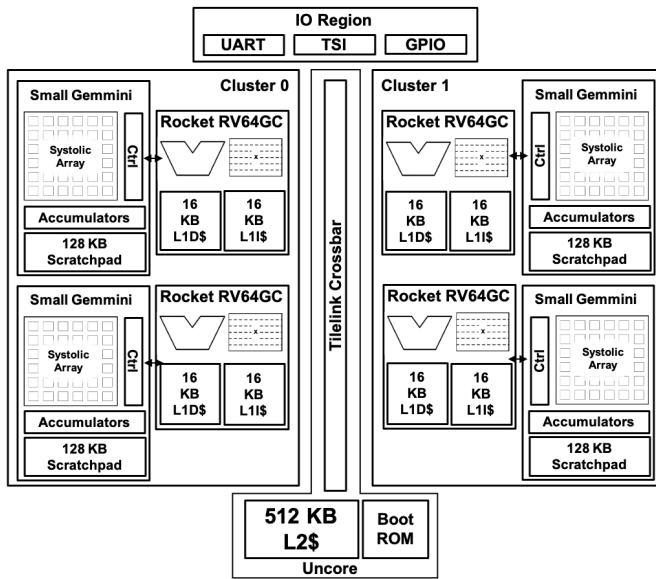 IO Region
UART TSI GPIO
Cluster 0
Small Gemmini
Systolic
Array
Ctrl
Accumulators
128 KB
Scratchpad
Rocket RV64GC
x
16
KB
L1D$
16
KB
L1I$
Small Gemmini
Systolic
Array
Ctrl
Accumulators
128 KB
Scratchpad
Rocket RV64GC
x
16
KB
L1D$
16
KB
L1I$
Tilelink Crossbar
Cluster 1
Rocket RV64GC
x
16
KB
L1D$
16
KB
L1I$
Small Gemmini
Ctrl
Systolic
Array
Accumulators
128 KB
Scratchpad
Rocket RV64GC
x
16
KB
L1D$
16
KB
L1I$
Small Gemmini
Ctrl
Systolic
Array
Accumulators
128 KB
Scratchpad
512 KB
L2$
Boot
ROM
Uncore